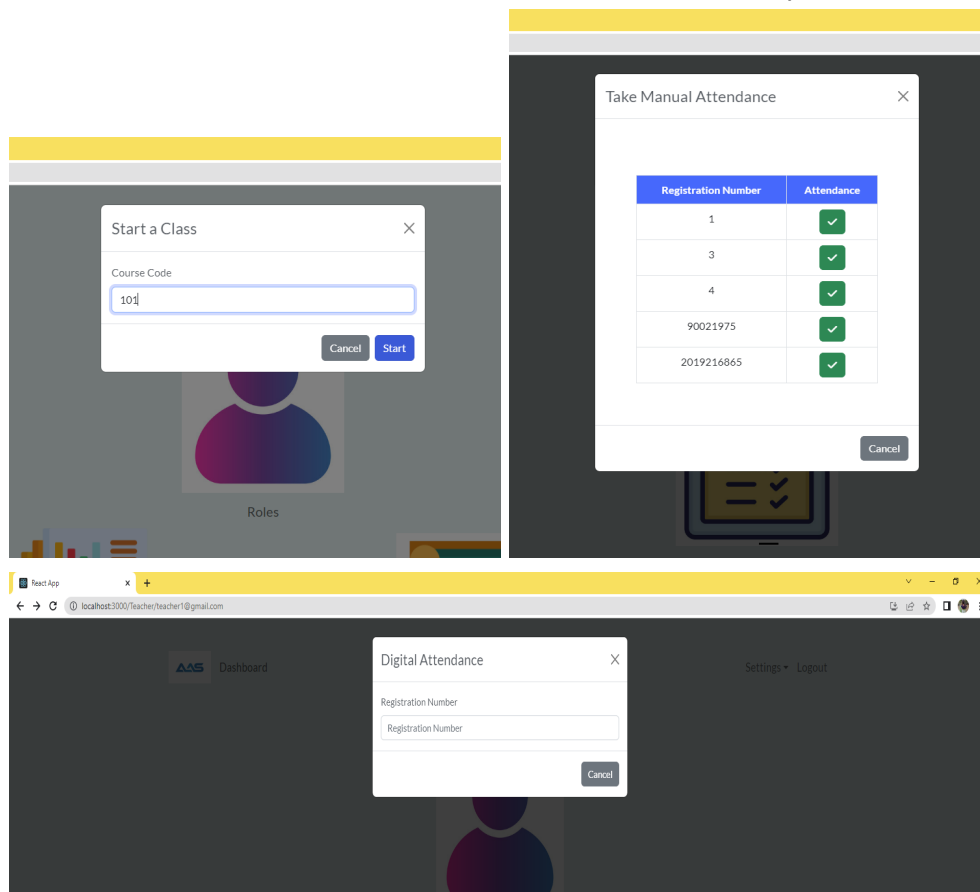 Start a Class
Course Code
101
Cancel Start
Roles
Take Manual Attendance
Registration Number Attendance
1
3
4
90021975
2019216865
Cancel
React App
localhost:3000/Teacher/teacher1@gmail.com
AAS Dashboard
Settings Logout
Digital Attendance
Registration Number
Registration Number
Cancel